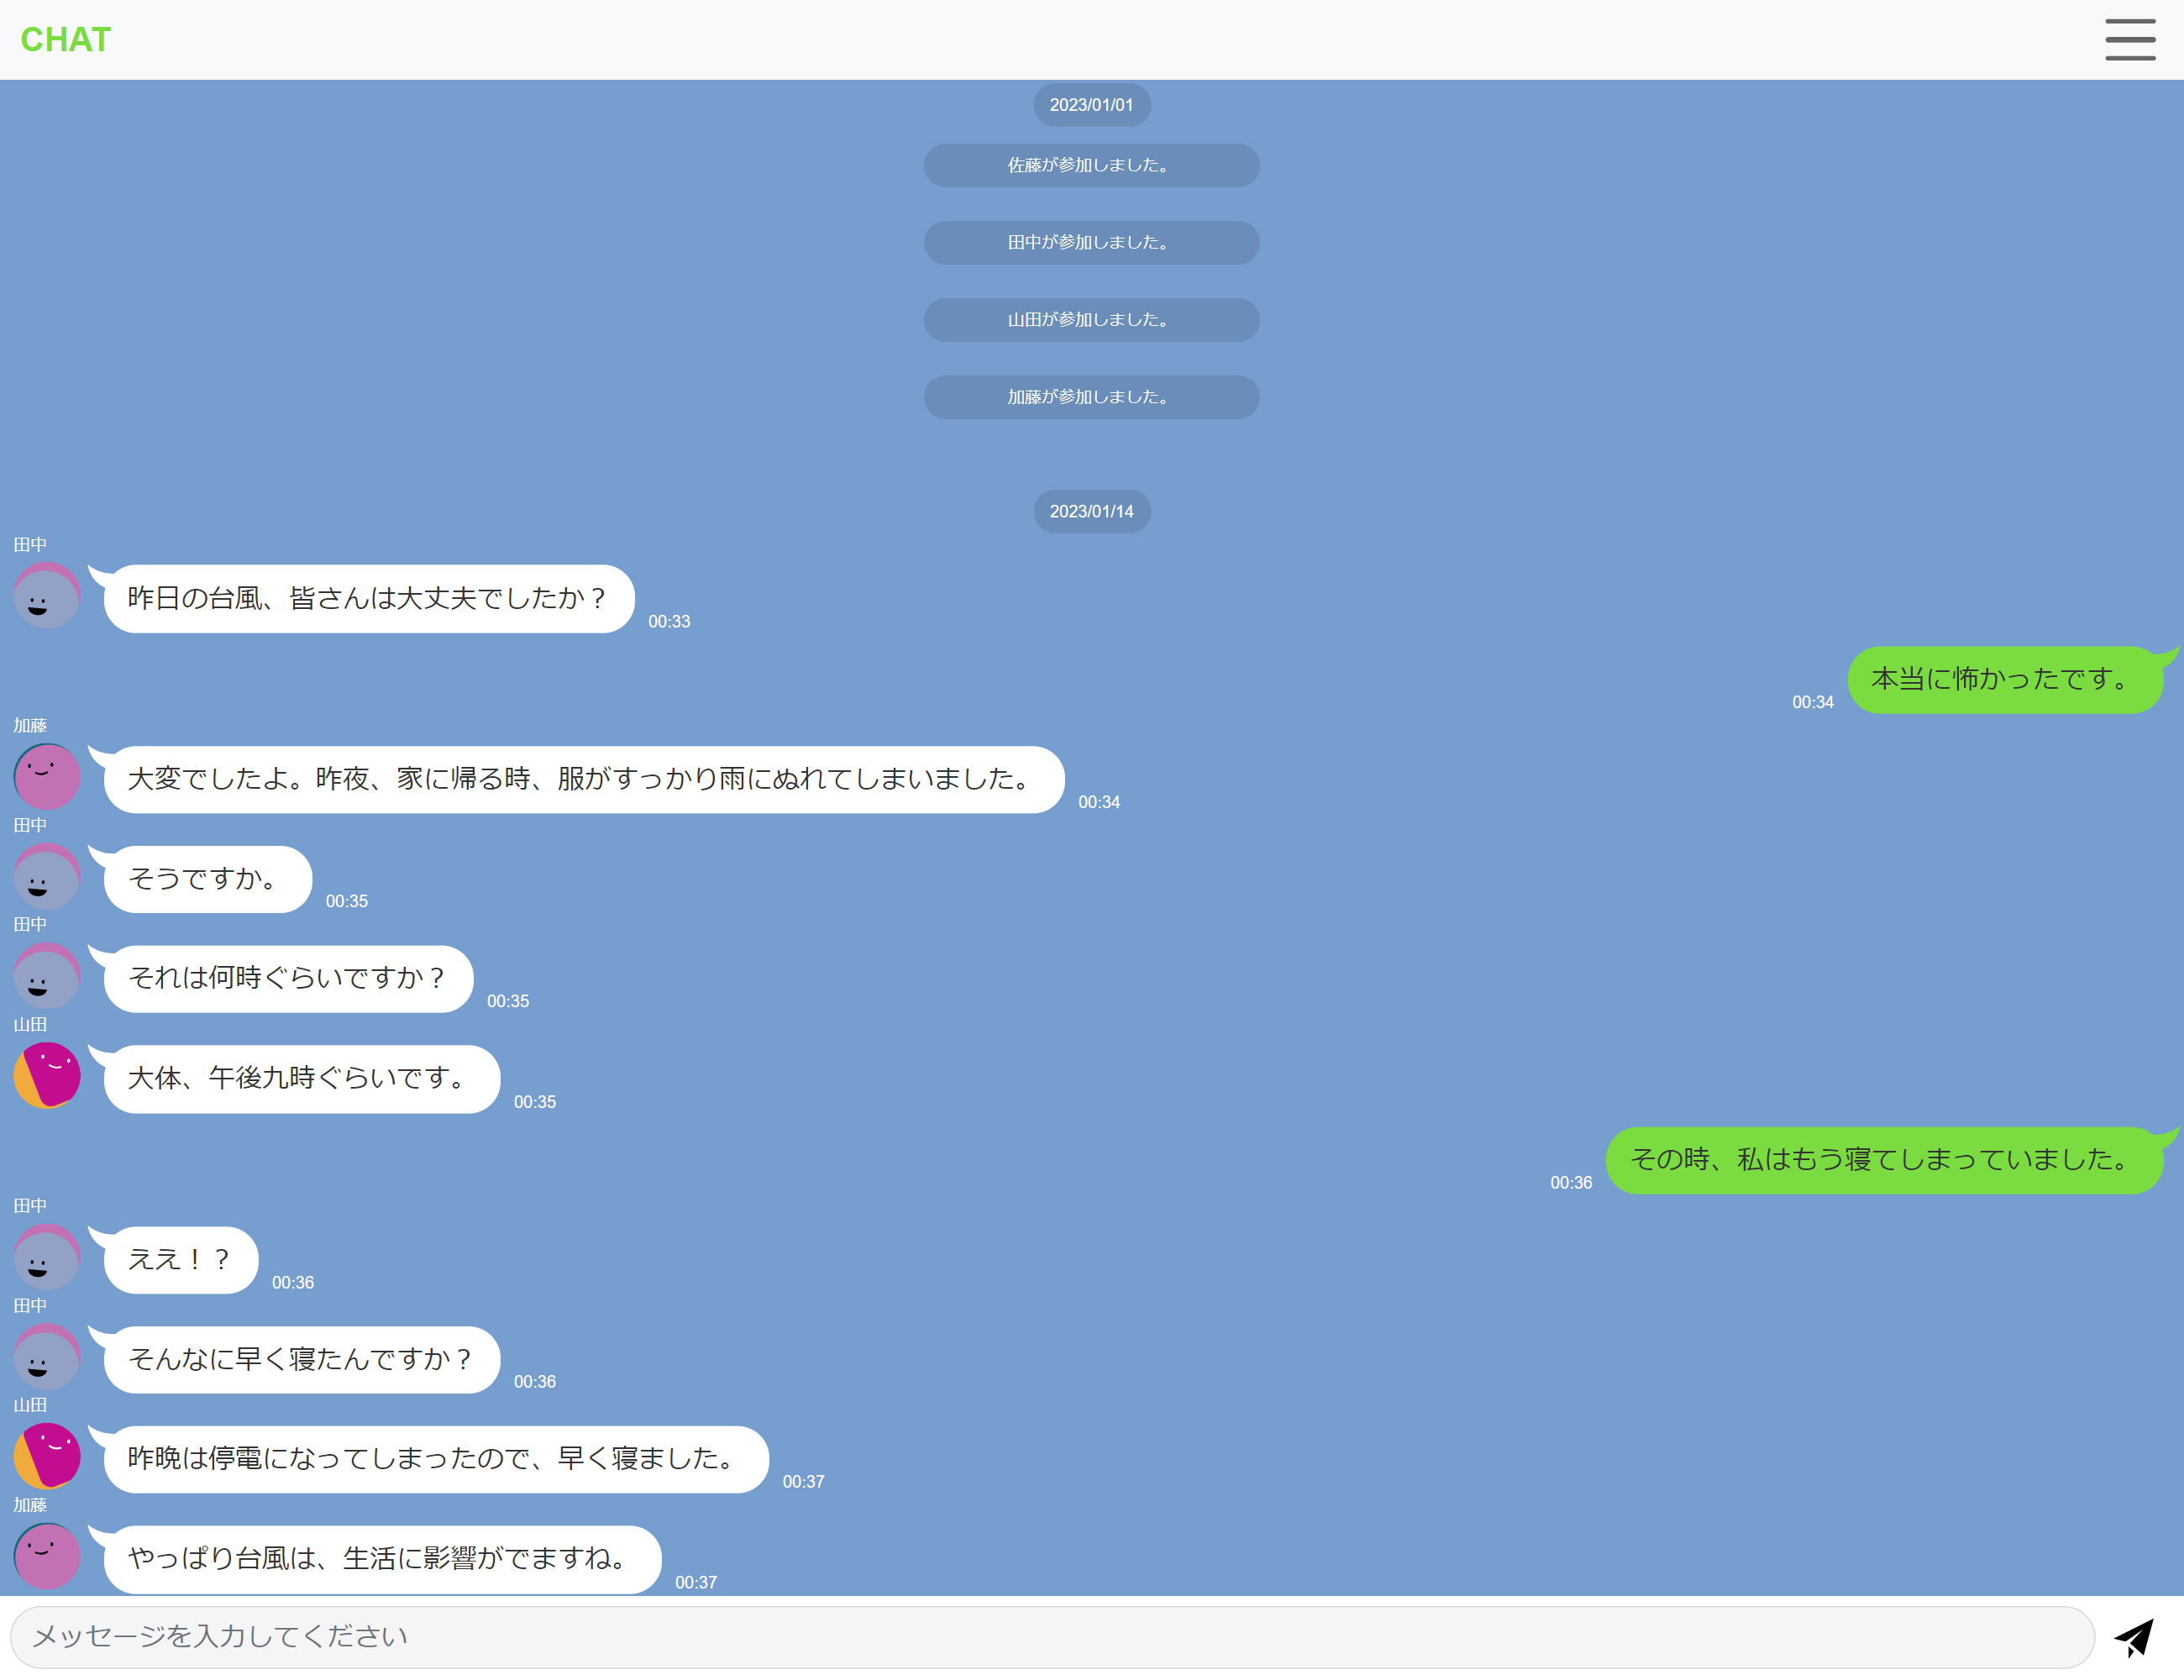 CHAT
2023/01/01
佐藤が参加しました。
田中が参加しました。
山田が参加しました。
加藤が参加しました。
2023/01/14
田中
昨日の台風、皆さんは大丈夫でしたか？
00:33
本当に怖かったです。
00:34
加藤
大変でしたよ。昨夜、家に帰る時、服がすっかり雨にぬれてしまいました。
00:34
田中
そうですか。
00:35
田中
それは何時ぐらいですか？
00:35
山田
大体、午後九時ぐらいです。
00:35
その時、私はもう寝てしまっていました。
00:36
田中
ええ！？
00:36
田中
そんなに早く寝たんですか？
00:36
山田
昨晩は停電になってしまったので、早く寝ました。
00:37
加藤
やっぱり台風は、生活に影響がでますね。
00:37
メッセージを入力してください